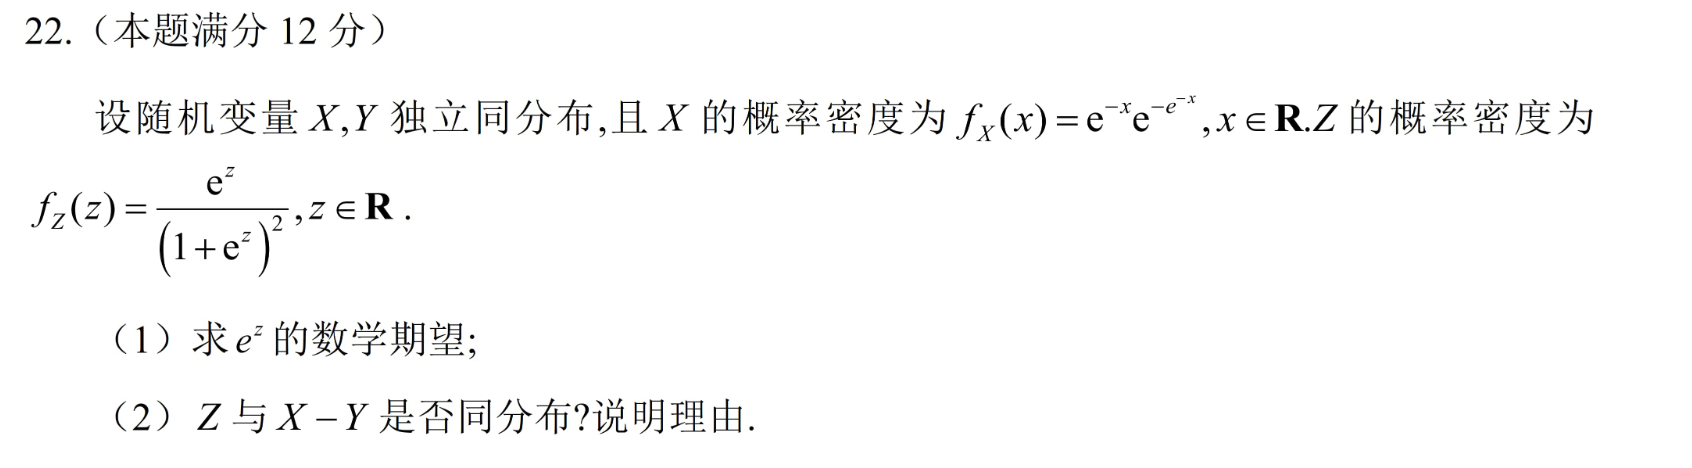 22.（本题满分 12 分）
设随机变量 X,Y 独立同分布,且 X 的概率密度为 $f_X(x)=\mathrm{e}^{-x}\mathrm{e}^{-e^{-x}},x\in\mathbf{R}$.Z 的概率密度为
$f_Z(z)=\frac{\mathrm{e}^z}{\left(1+\mathrm{e}^z\right)^2},z\in\mathbf{R}$ .
（1）求 $e^z$ 的数学期望;
（2） Z 与 X – Y 是否同分布?说明理由.